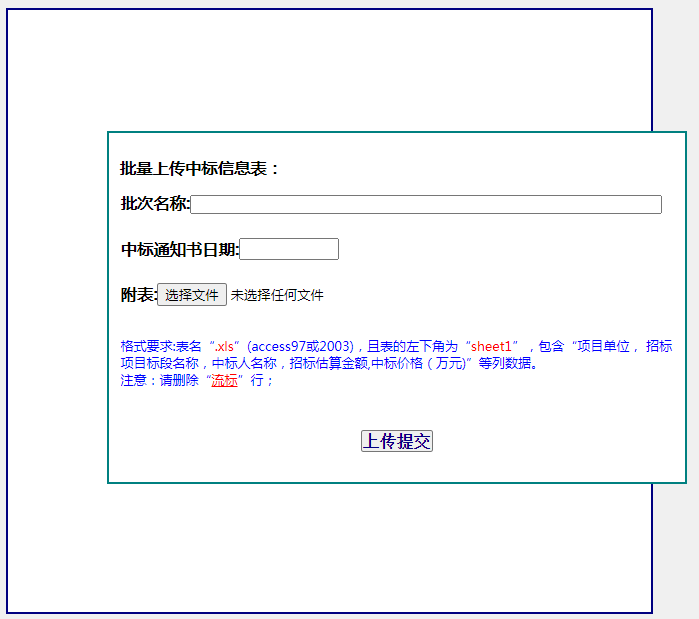 批量上传中标信息表：
批次名称:
中标通知书日期:
附表:选择文件 未选择任何文件
格式要求:表名“.xls”(access97或2003)，且表的左下角为“sheet1”，包含“项目单位， 招标
项目标段名称，中标人名称，招标估算金额,中标价格（万元)”等列数据。
注意：请删除“流标”行；
上传提交